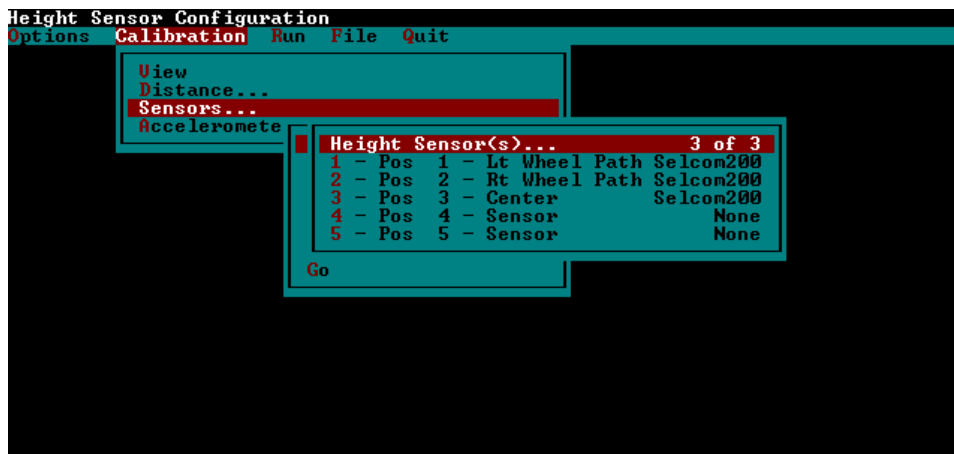 Height Sensor Configuration
Options Calibration Run File Quit
View
Distance...
Sensors...
Acceleromete
Height Sensor(s)... 3 of 3
1 - Pos 1 - Lt Wheel Path Selcom200
2 - Pos 2 - Rt Wheel Path Selcom200
3 - Pos 3 - Center Selcom200
4 - Pos 4 - Sensor None
5 - Pos 5 - Sensor None
Go